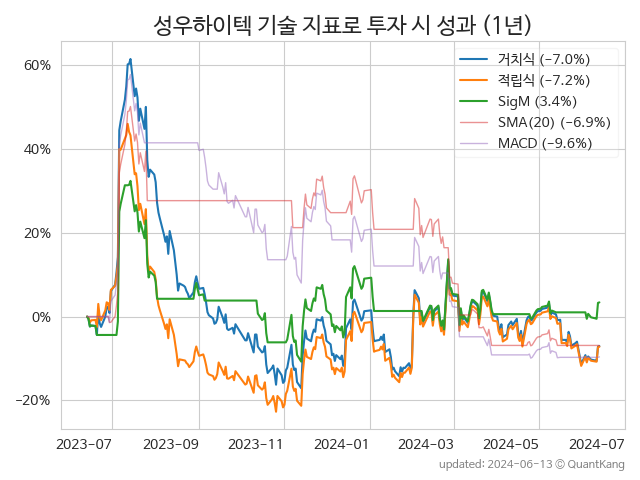 성우하이텍 기술 지표로 투자 시 성과 (1년)
거치식 (−7.0%)
적립식 (−7.2%)
SigM (3.4%)
SMA(20) (−6.9%)
MACD (−9.6%)
60%
40%
20%
0%
−20%
2023-07 2023-09 2023-11 2024-01 2024-03 2024-05 2024-07
updated: 2024-06-13 ⓒ QuantKang